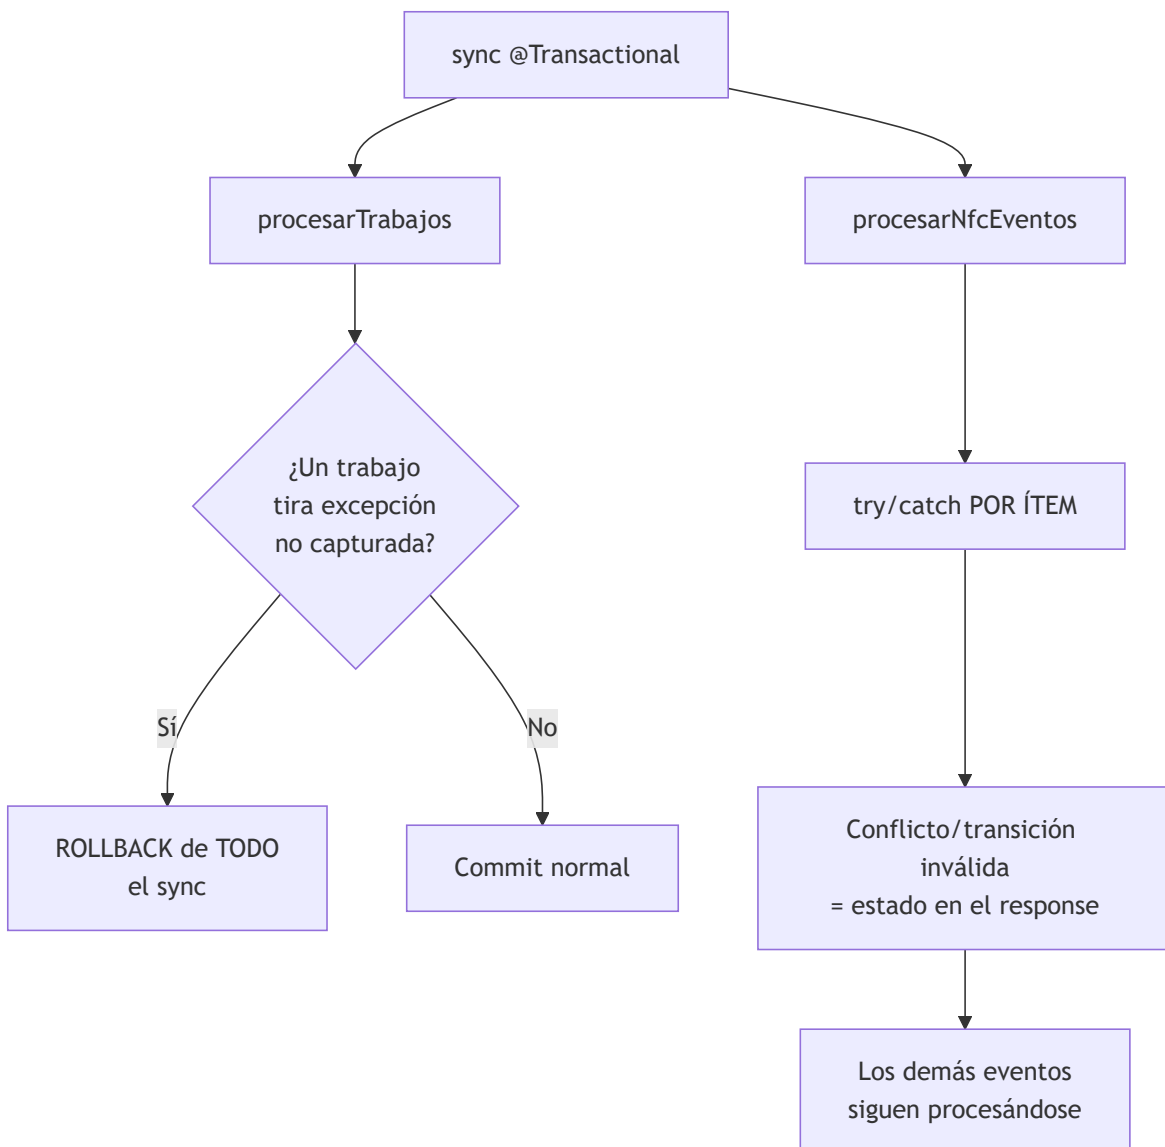 sync @Transactional
procesarTrabajos
procesarNfcEventos
¿Un trabajo
tira excepción
no capturada?
try/catch POR ÍTEM
Sí
No
ROLLBACK de TODO
el sync
Commit normal
Conflicto/transición
inválida
= estado en el response
Los demás eventos
siguen procesándose